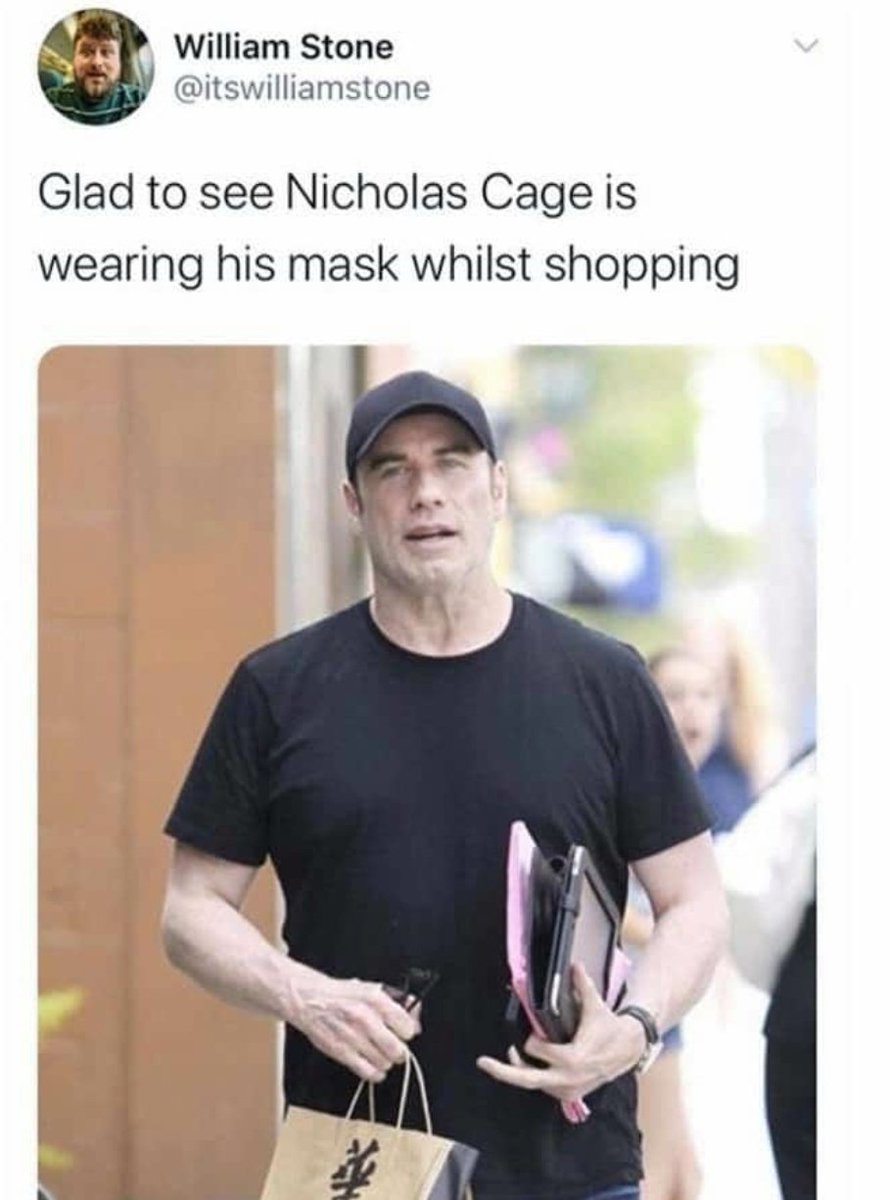 William Stone
@itswilliamstone
Glad to see Nicholas Cage is
wearing his mask whilst shopping